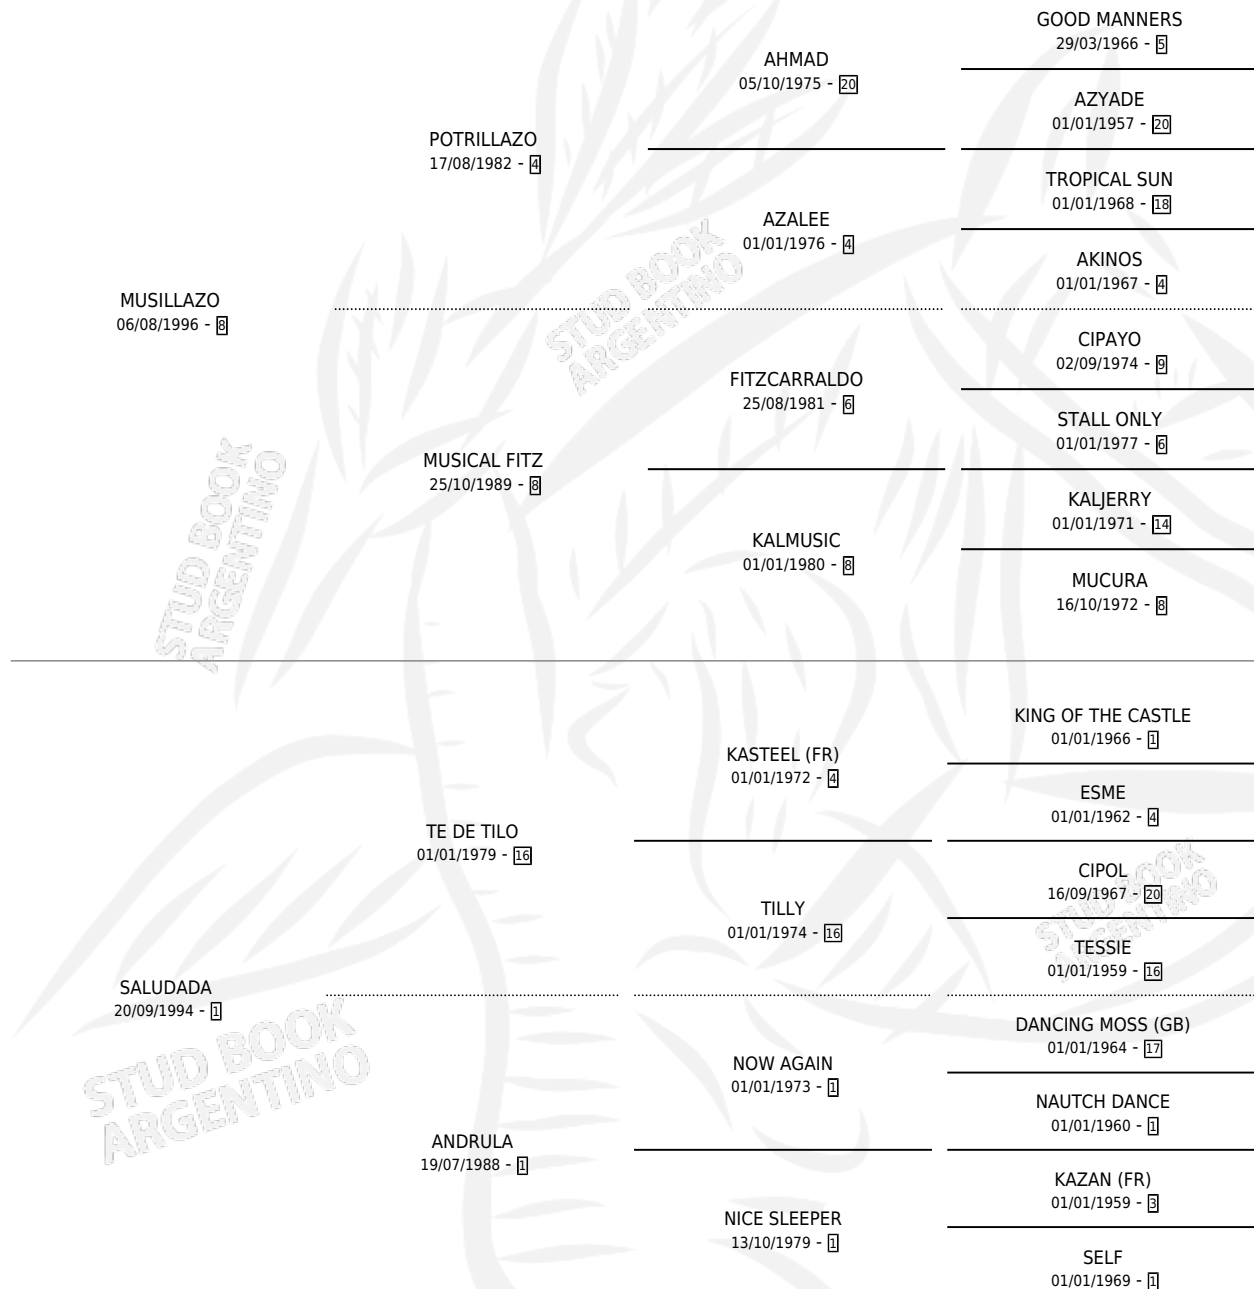 GOOD MANNERS
29/03/1966 - 5
AHMAD
05/10/1975 - 20
AZYADE
01/01/1957 - 20
POTRILLAZO
17/08/1982 - 4
TROPICAL SUN
01/01/1968 - 18
AZALEE
01/01/1976 - 4
AKINOS
01/01/1967 - 4
MUSILLAZO
06/08/1996 - 8
CIPAYO
02/09/1974 - 9
FITZCARRALDO
25/08/1981 - 6
STALL ONLY
01/01/1977 - 6
MUSICAL FITZ
25/10/1989 - 8
KALJERRY
01/01/1971 - 14
KALMUSIC
01/01/1980 - 8
MUCURA
16/10/1972 - 8
KING OF THE CASTLE
01/01/1966 - 1
KASTEEL (FR)
01/01/1972 - 4
ESME
01/01/1962 - 4
TE DE TILO
01/01/1979 - 16
CIPOL
16/09/1967 - 20
TILLY
01/01/1974 - 16
TESSIE
01/01/1959 - 16
SALUDADA
20/09/1994 - 1
DANCING MOSS (GB)
01/01/1964 - 17
NOW AGAIN
01/01/1973 - 1
NAUTCH DANCE
01/01/1960 - 1
ANDRULA
19/07/1988 - 1
KAZAN (FR)
01/01/1959 - 3
NICE SLEEPER
13/10/1979 - 1
SELF
01/01/1969 - 1
STUD BOOK
ARGENTINO
STUD BOOK
ARGENTINO
STUD BOOK
ARGENTINO
STUD BOOK
ARGENTINO